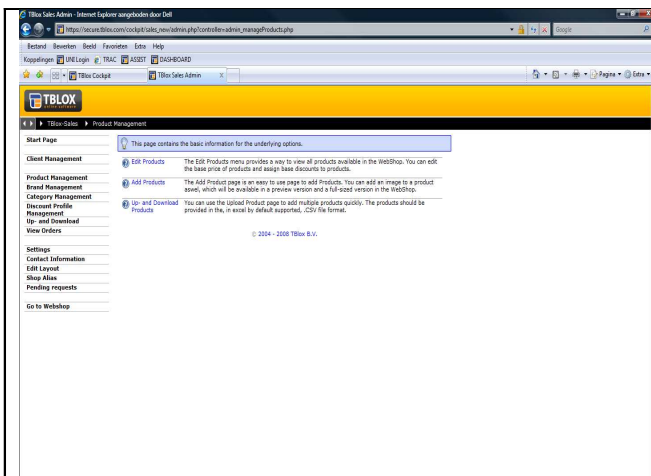 TBlox Sales Admin - Internet Explorer aangeboden door Dell
https://secure.tblox.com/cockpit/sales_new/admin.php?controller=admin_manageProducts.php
Google
Bestand Bewerken Beeld Favorieten Extra Help
Koppelingen UNILogin TRAC ASSIST DASHBOARD
TBlox Cockpit TBlox Sales Admin X Pagina Extra
TBLOX
TBlox-Sales Product Management
Start Page
This page contains the basic information for the underlying options.
Client Management
Edit Products The Edit Products menu provides a way to view all products available in the WebShop. You can edit
the base price of products and assign base discounts to products.
Product Management
Brand Management
Category Management
Discount Profile
Management
Up- and Download
View Orders
Add Products The Add Product page is an easy to use page to add Products. You can add an image to a product
aswel, which will be available in a preview version and a full-sized version in the WebShop.
Up- and Download
Products
You can use the Upload Product page to add multiple products quickly. The products should be
provided in the, in excel by default supported, .CSV file format.
© 2004 - 2008 TBlox B.V.
Settings
Contact Information
Edit Layout
Shop Alias
Pending requests
Go to Webshop